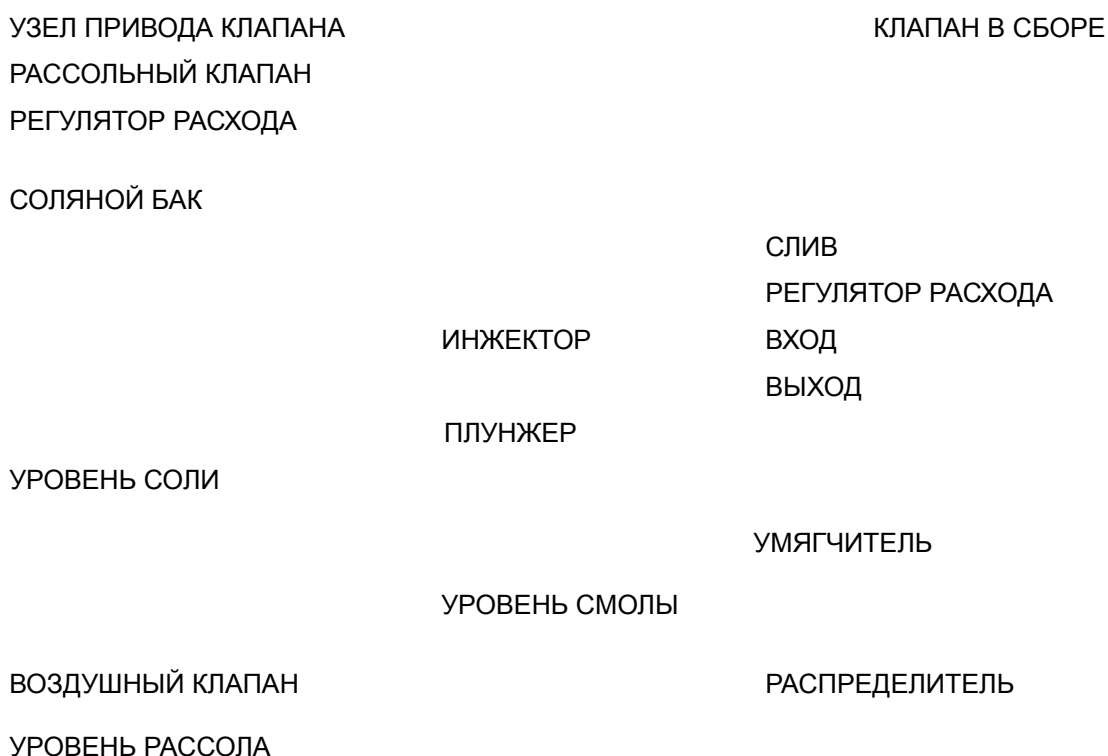 УЗЕЛ ПРИВОДА КЛАПАНА КЛАПАН В СБОРЕ
РАССОЛЬНЫЙ КЛАПАН
РЕГУЛЯТОР РАСХОДА
СОЛЯНОЙ БАК
СЛИВ
РЕГУЛЯТОР РАСХОДА
ИНЖЕКТОР ВХОД
ВЫХОД
ПЛУНЖЕР
УРОВЕНЬ СОЛИ
УМЯГЧИТЕЛЬ
УРОВЕНЬ СМОЛЫ
ВОЗДУШНЫЙ КЛАПАН РАСПРЕДЕЛИТЕЛЬ
УРОВЕНЬ РАССОЛА